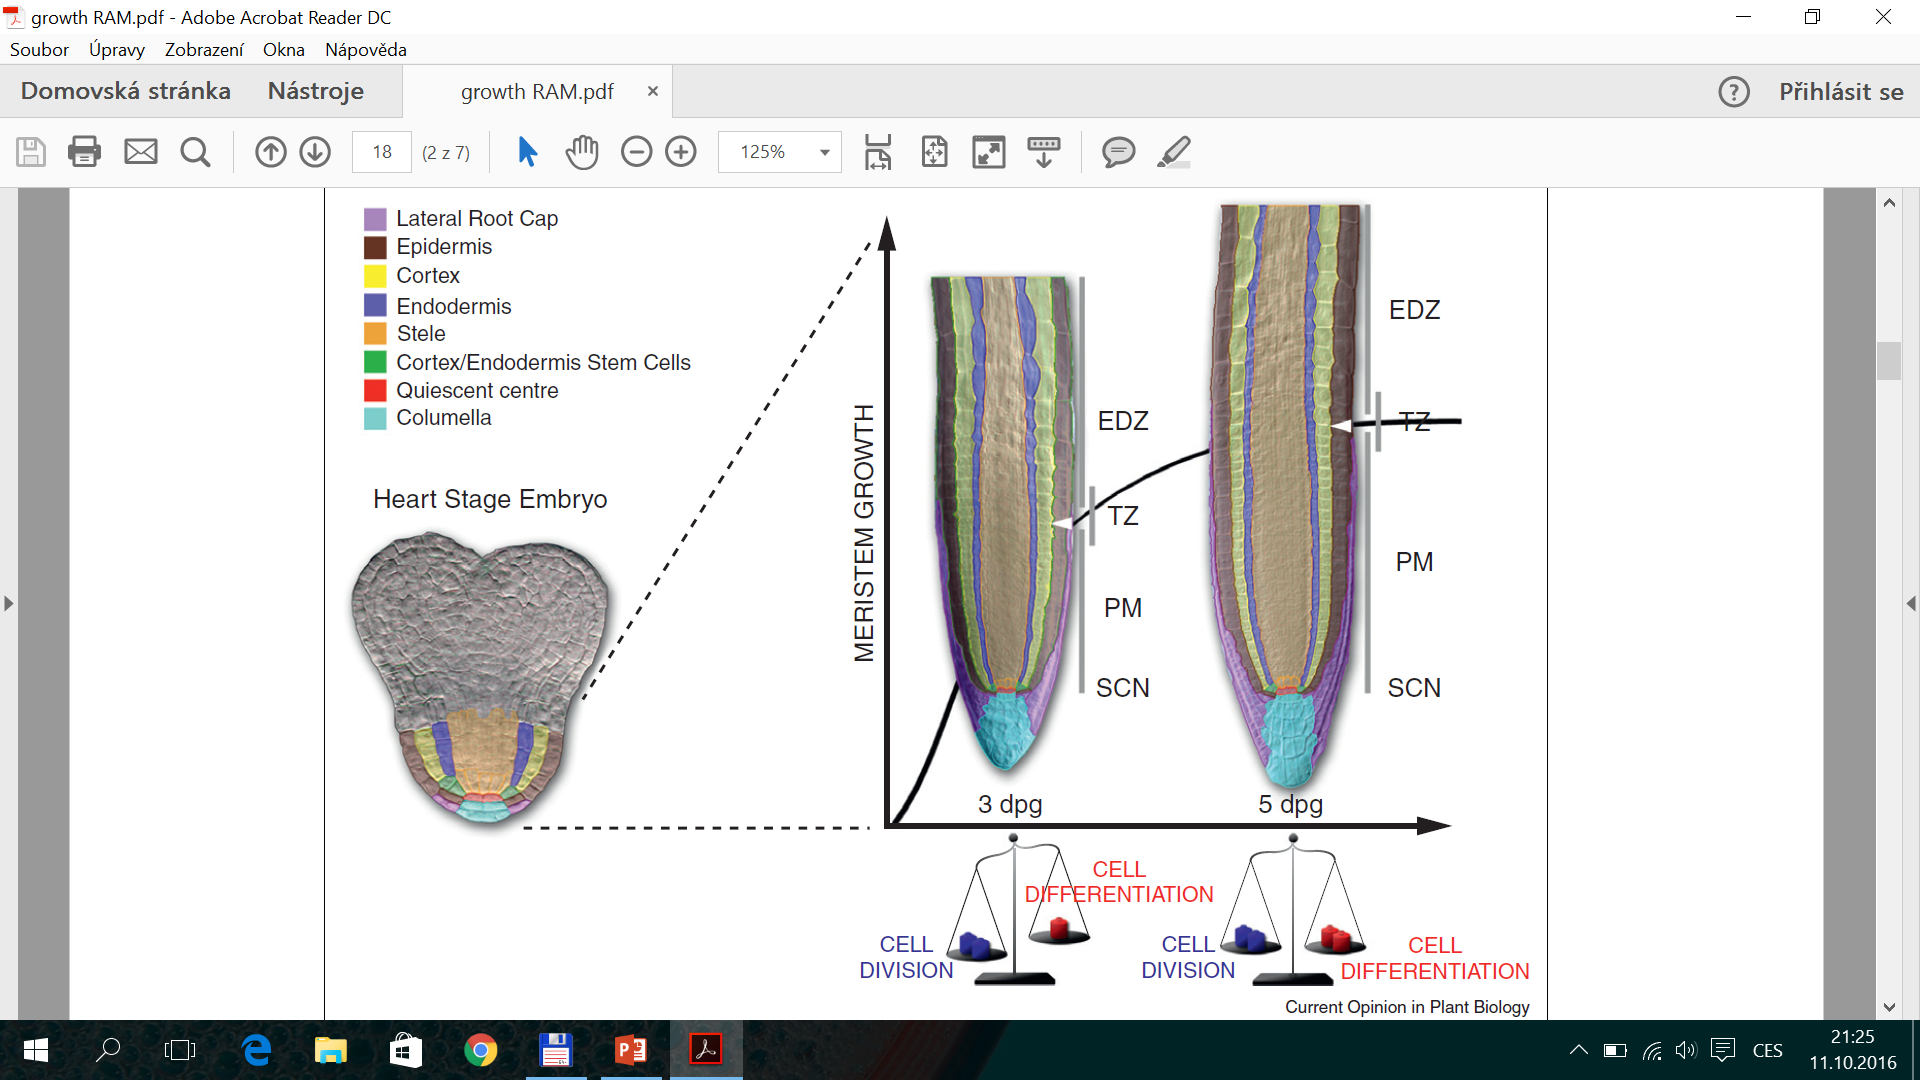 growth RAM.pdf - Adobe Acrobat Reader DC
Soubor Úpravy Zobrazení Okna Nápověda
Domovská stránka Nástroje growth RAM.pdf × Přihlásit se
18 (2 z 7) 125%
Lateral Root Cap
Epidermis
Cortex
Endodermis
Stele
Cortex/Endodermis Stem Cells
Quiescent centre
Columella
Heart Stage Embryo
MERISTEM GROWTH
EDZ
TZ
PM
SCN
3 dpg
EDZ
TZ
PM
SCN
5 dpg
CELL
DIVISION
CELL
DIFFERENTIATION
CELL
DIVISION
CELL
DIFFERENTIATION
Current Opinion in Plant Biology
CES
21:25
11.10.2016